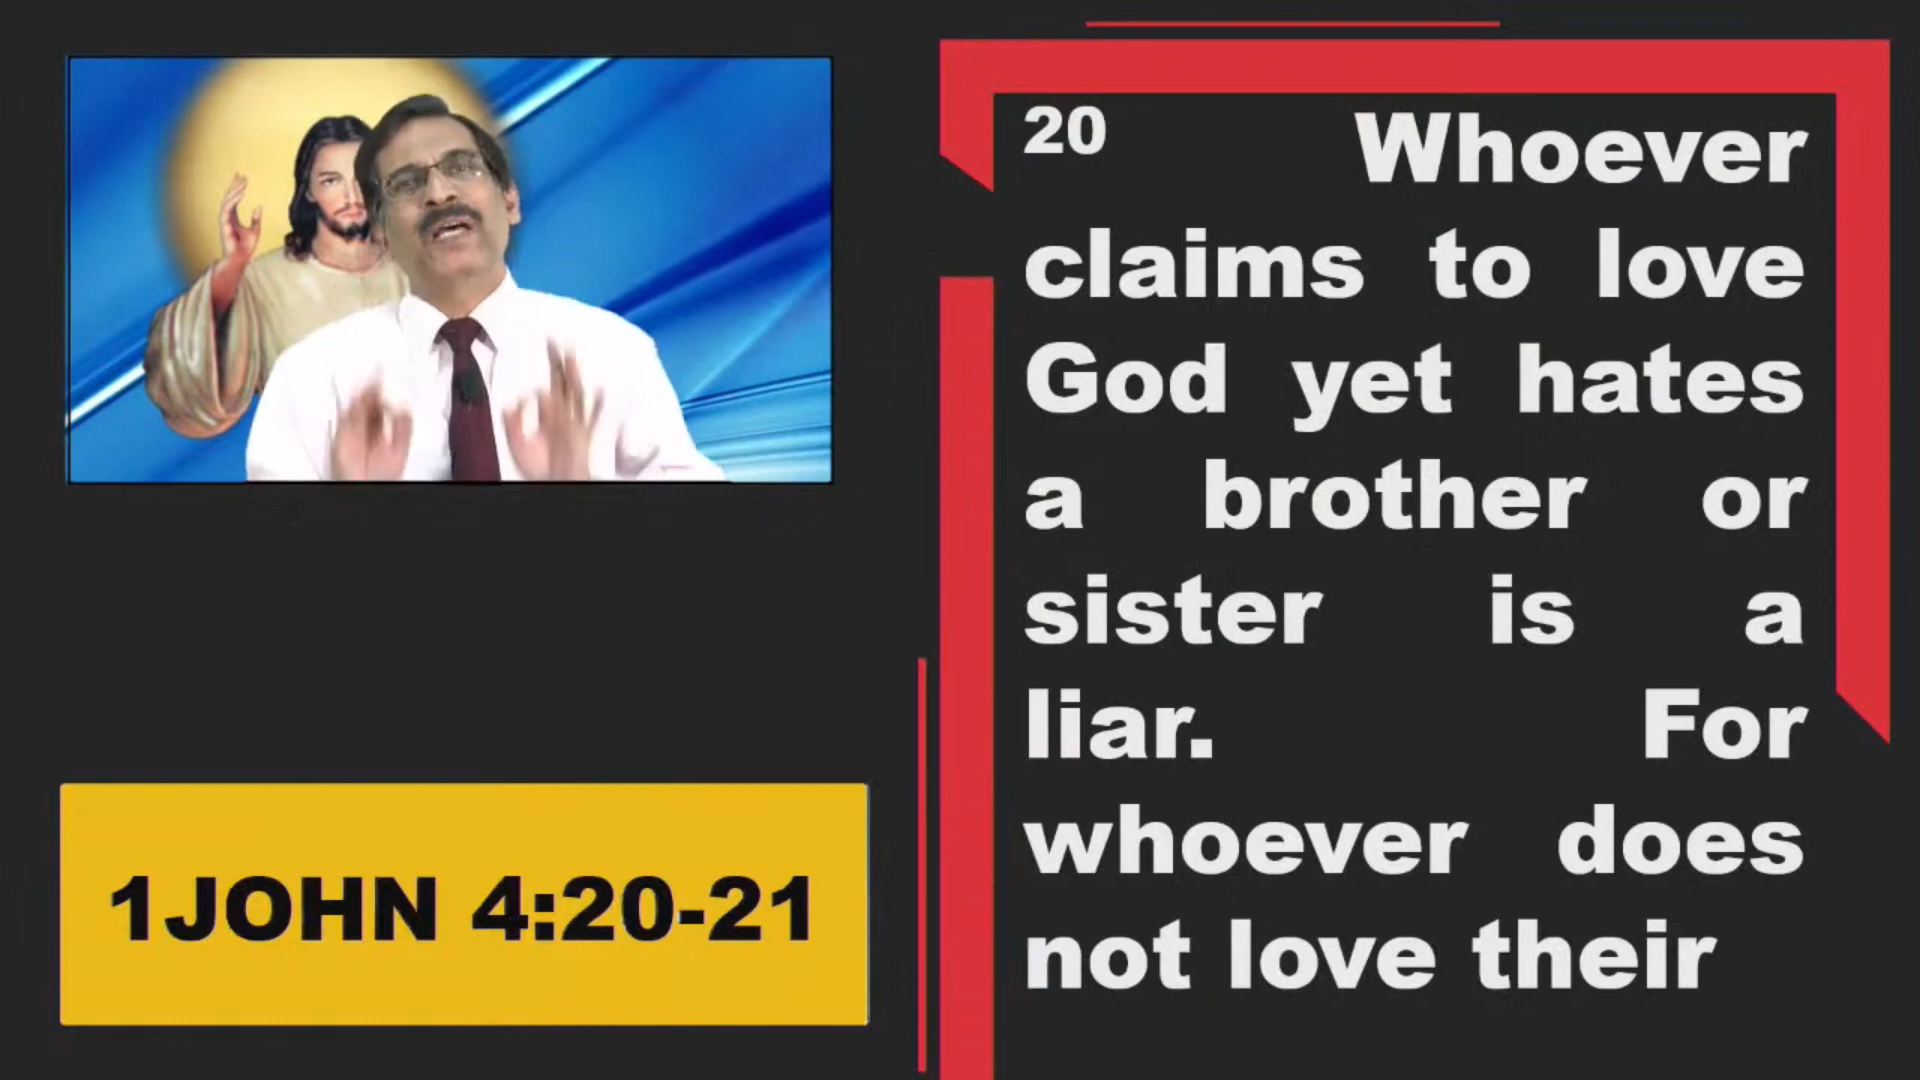 20 Whoever
claims to love
God yet hates
a brother or
sister is a
liar. For
whoever does
not love their
1JOHN 4:20-21